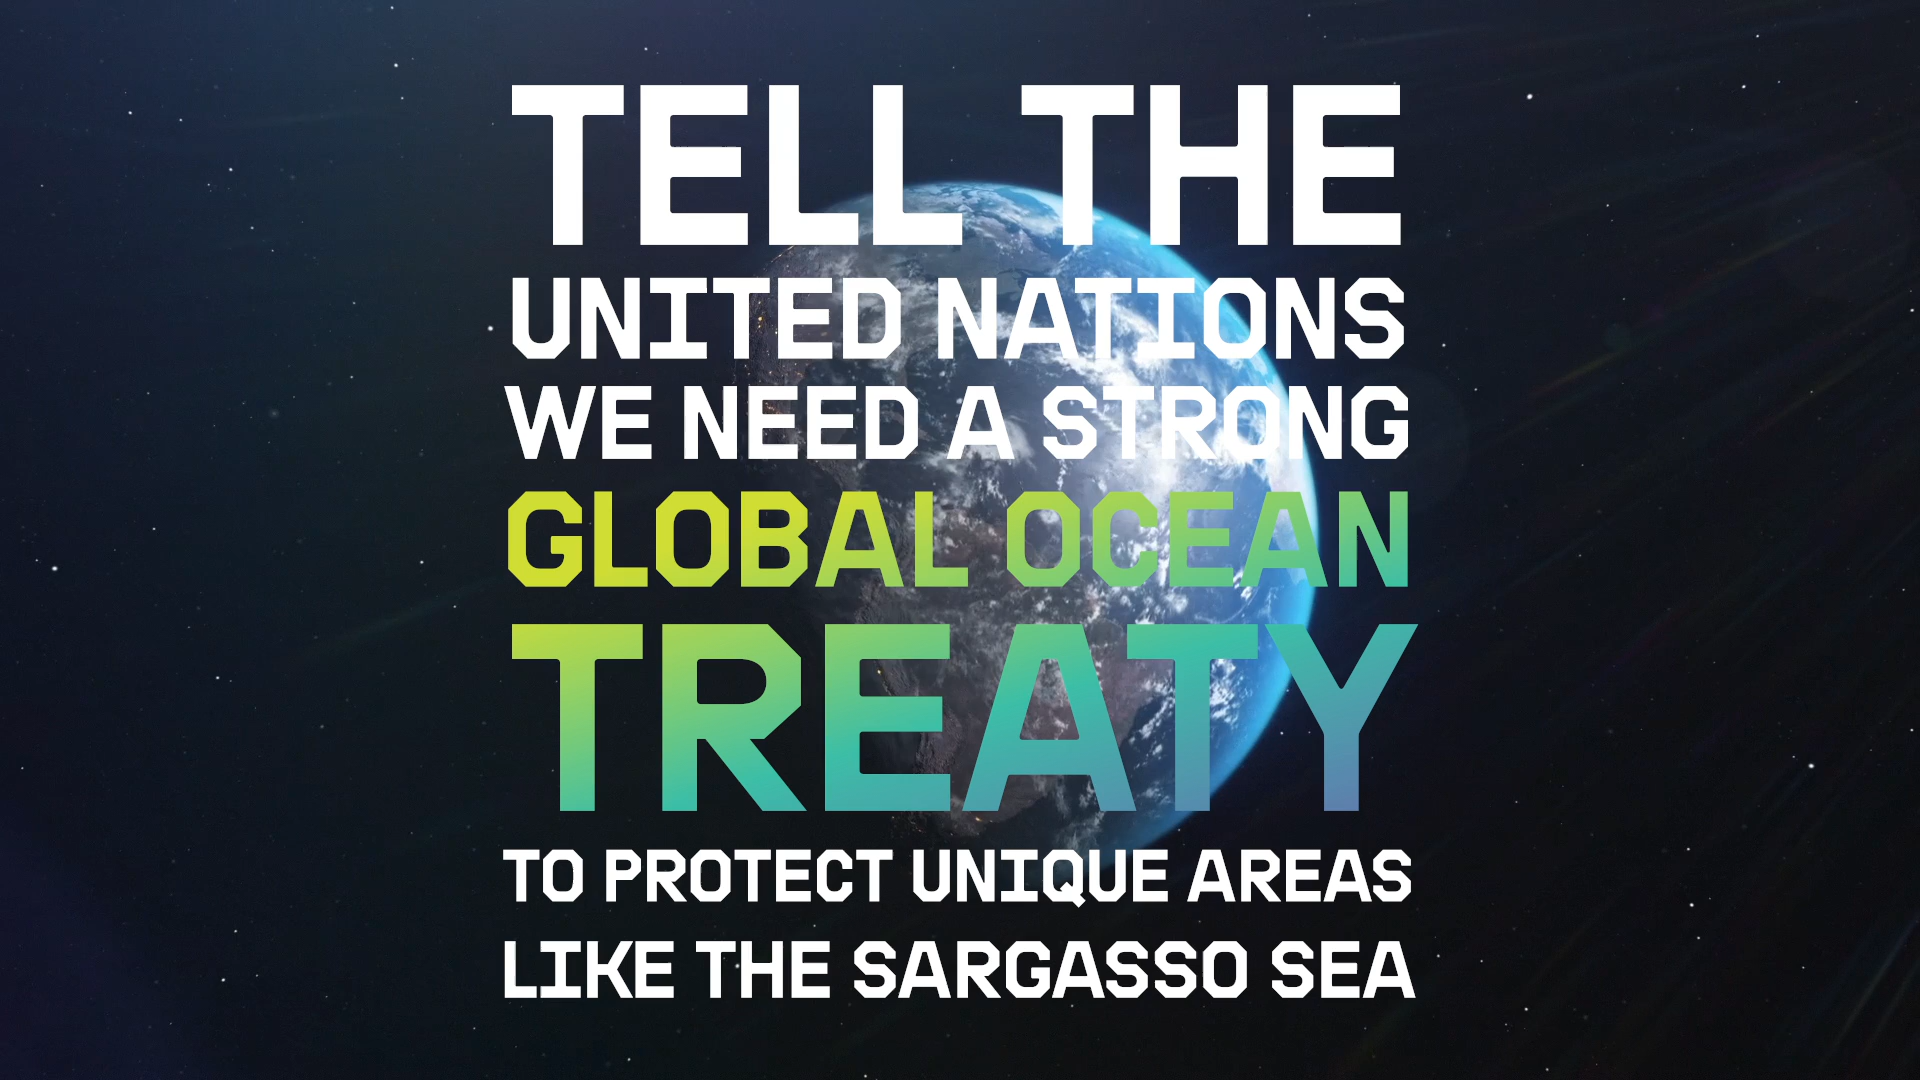 TELL THE
UNITED NATIONS
WE NEED A STRONG
GLOBAL OCEAN
TREATY
TO PROTECT UNIQUE AREAS
LIKE THE SARGASSO SEA